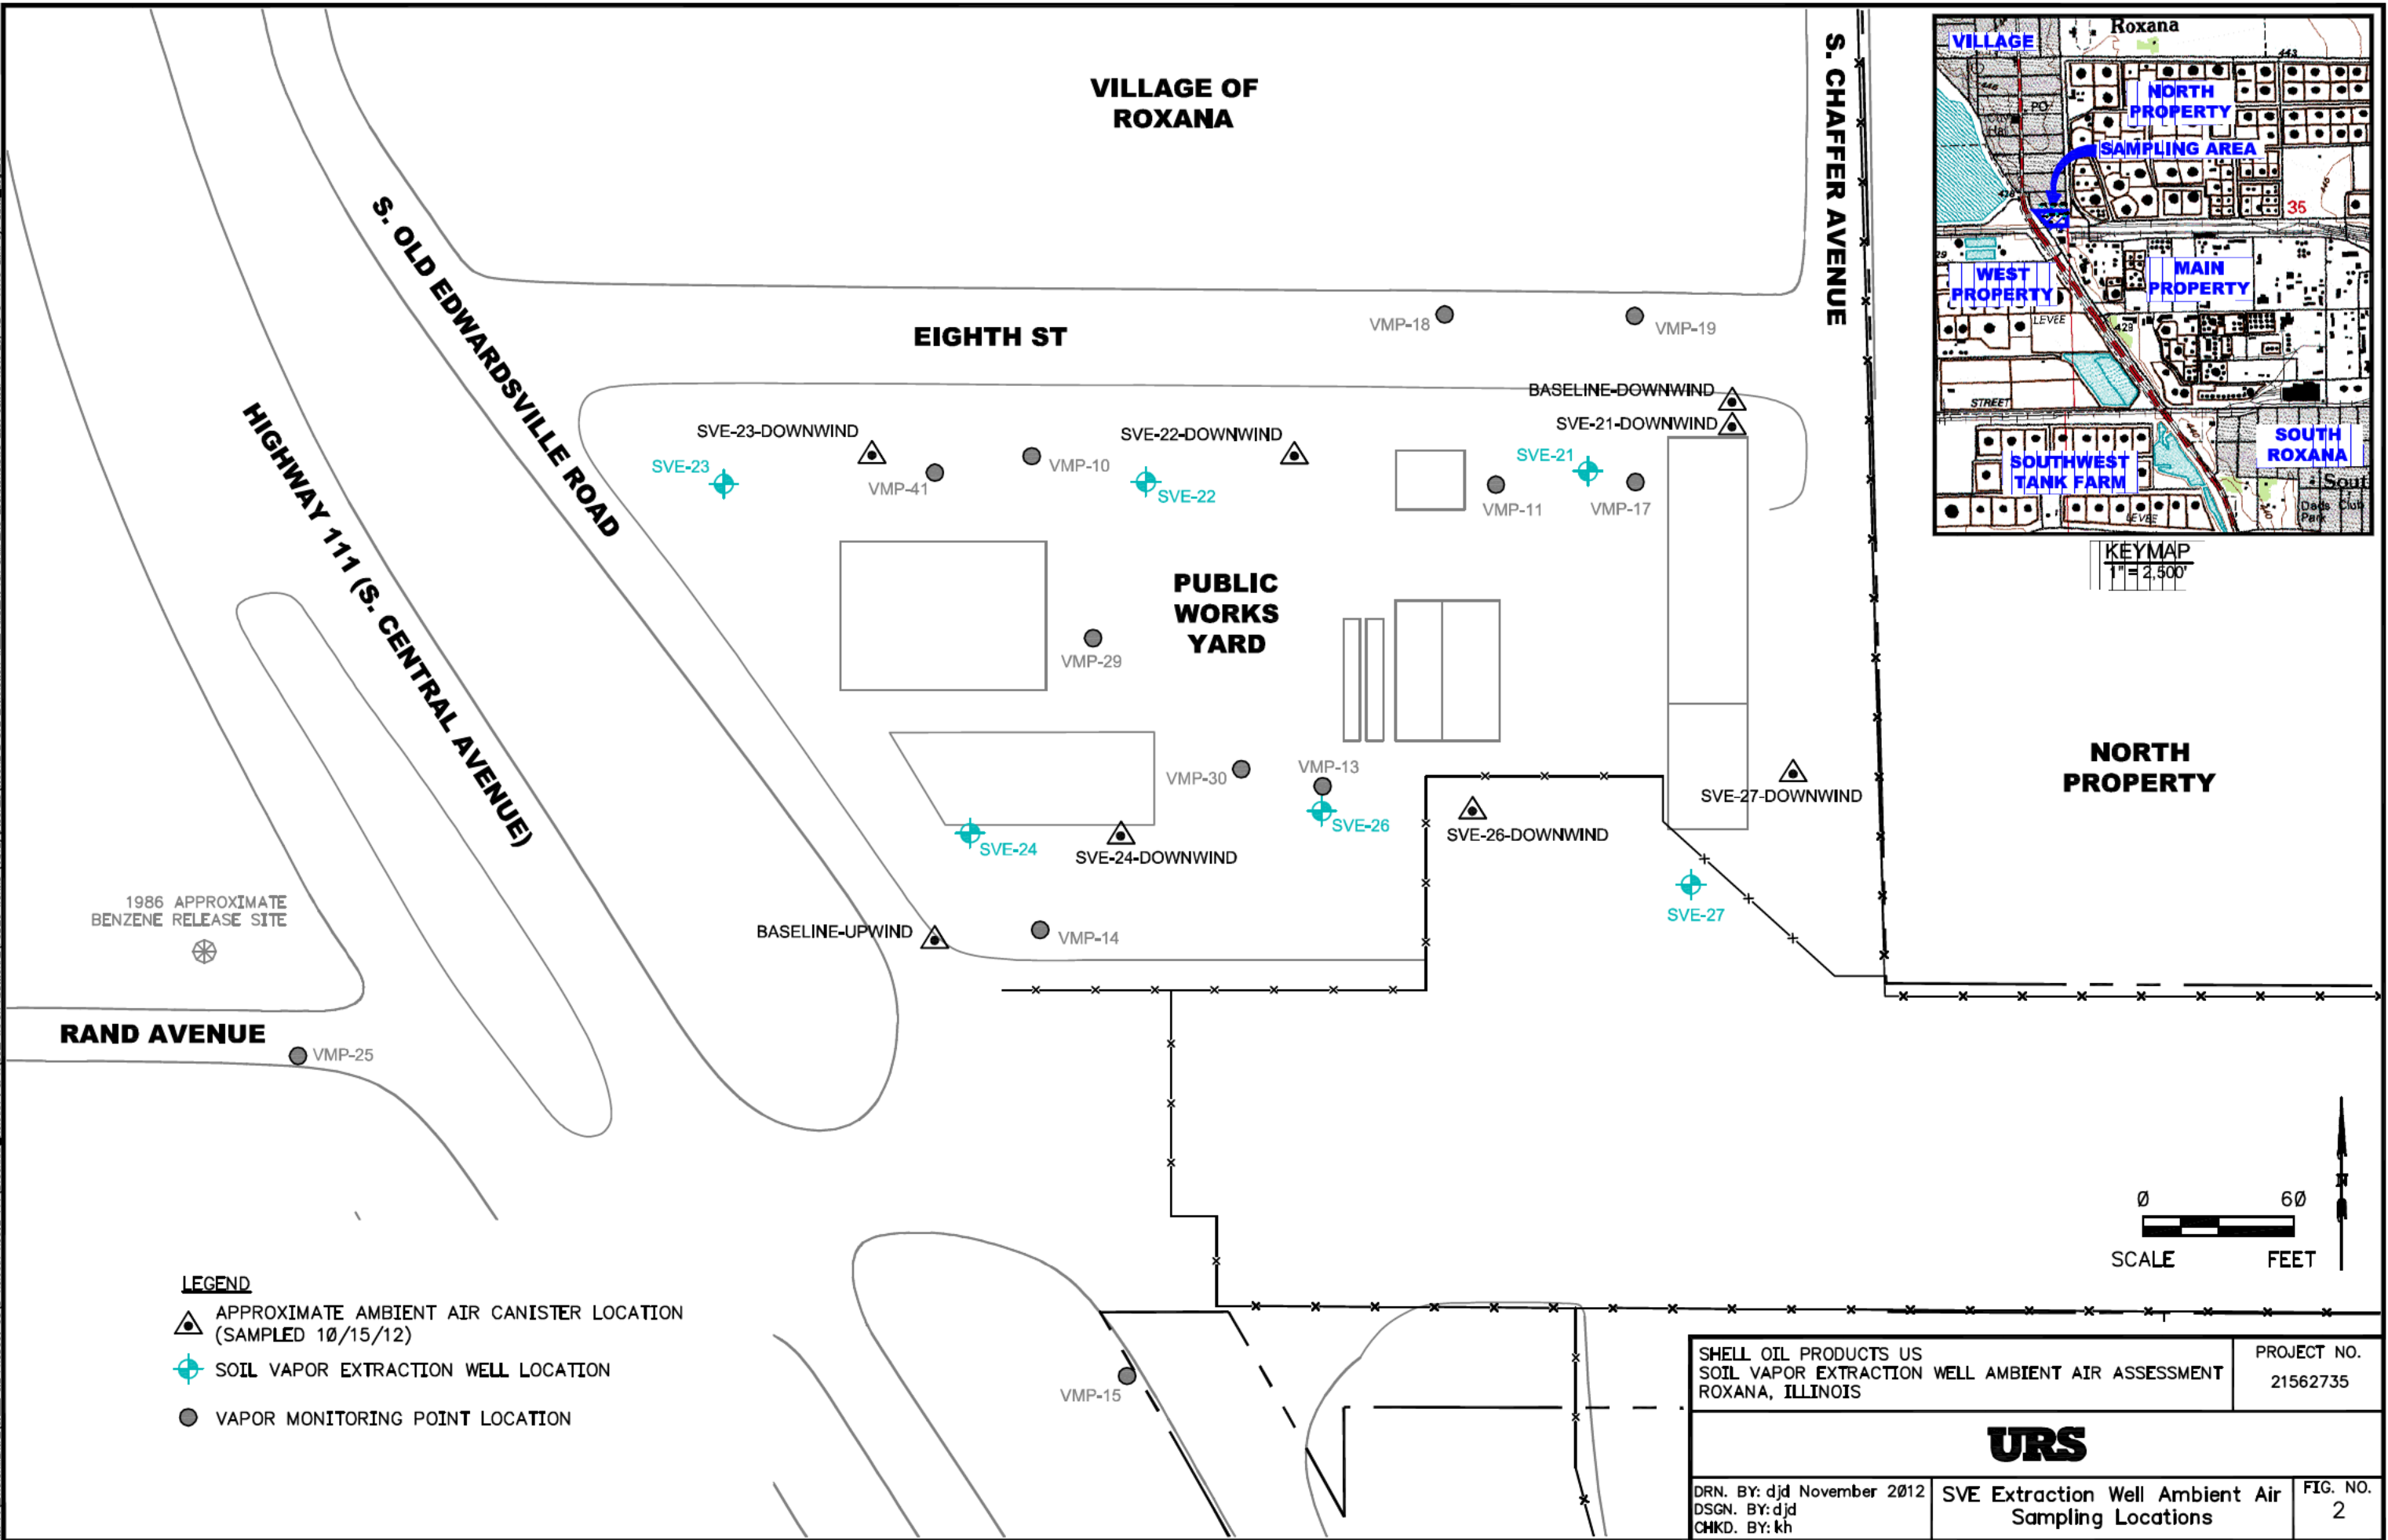 VILLAGE OF
ROXANA
S. CHAFFER AVENUE
S. OLD EDWARDSVILLE ROAD
HIGHWAY 111 (S. CENTRAL AVENUE)
EIGHTH ST
VMP-18
VMP-19
BASELINE-DOWNWIND
SVE-21-DOWNWIND
SVE-23-DOWNWIND
SVE-22-DOWNWIND
SVE-23
VMP-41
VMP-10
SVE-22
SVE-21
VMP-11
VMP-17
PUBLIC
WORKS
YARD
VMP-29
NORTH
PROPERTY
VMP-30
VMP-13
SVE-27-DOWNWIND
SVE-26
SVE-26-DOWNWIND
SVE-24
SVE-24-DOWNWIND
SVE-27
1986 APPROXIMATE
BENZENE RELEASE SITE
BASELINE-UPWIND
VMP-14
RAND AVENUE
VMP-25
VMP-15
Roxana
VILLAGE
443
NORTH
PROPERTY
PO
SAMPLING AREA
35
WEST
PROPERTY
MAIN
PROPERTY
LEVEE
429
STREET
SOUTH
ROXANA
SOUTHWEST
TANK FARM
Sout
Dads Club
Park
LEVEE
KEYMAP
1" = 2,500'
N
0 60
SCALE FEET
LEGEND
APPROXIMATE AMBIENT AIR CANISTER LOCATION
(SAMPLED 10/15/12)
SOIL VAPOR EXTRACTION WELL LOCATION
VAPOR MONITORING POINT LOCATION
SHELL OIL PRODUCTS US
SOIL VAPOR EXTRACTION WELL AMBIENT AIR ASSESSMENT
ROXANA, ILLINOIS
PROJECT NO.
21562735
URS
DRN. BY: djd November 2012
DSGN. BY: djd
CHKD. BY: kh
SVE Extraction Well Ambient Air
Sampling Locations
FIG. NO.
2